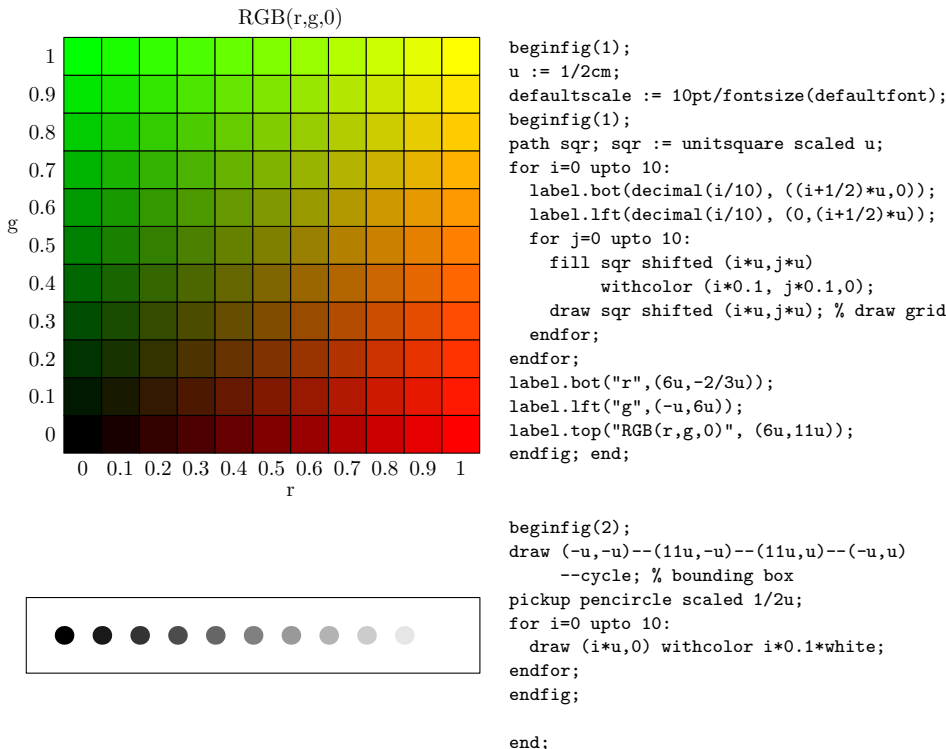 RGB(r,g,0)
1
0.9
0.8
0.7
0.6
g
0.5
0.4
0.3
0.2
0.1
0
0 0.1 0.2 0.3 0.4 0.5 0.6 0.7 0.8 0.9 1
r
beginfig(1);
u := 1/2cm;
defaultscale := 10pt/fontsize(defaultfont);
beginfig(1);
path sqr; sqr := unitsquare scaled u;
for i=0 upto 10:
  label.bot(decimal(i/10), ((i+1/2)*u,0));
  label.lft(decimal(i/10), (0,(i+1/2)*u));
  for j=0 upto 10:
    fill sqr shifted (i*u,j*u)
         withcolor (i*0.1, j*0.1,0);
    draw sqr shifted (i*u,j*u); % draw grid
  endfor;
endfor;
label.bot("r",(6u,-2/3u));
label.lft("g",(-u,6u));
label.top("RGB(r,g,0)", (6u,11u));
endfig; end;
beginfig(2);
draw (-u,-u)--(11u,-u)--(11u,u)--(-u,u)
     --cycle; % bounding box
pickup pencircle scaled 1/2u;
for i=0 upto 10:
  draw (i*u,0) withcolor i*0.1*white;
endfor;
endfig;
end;